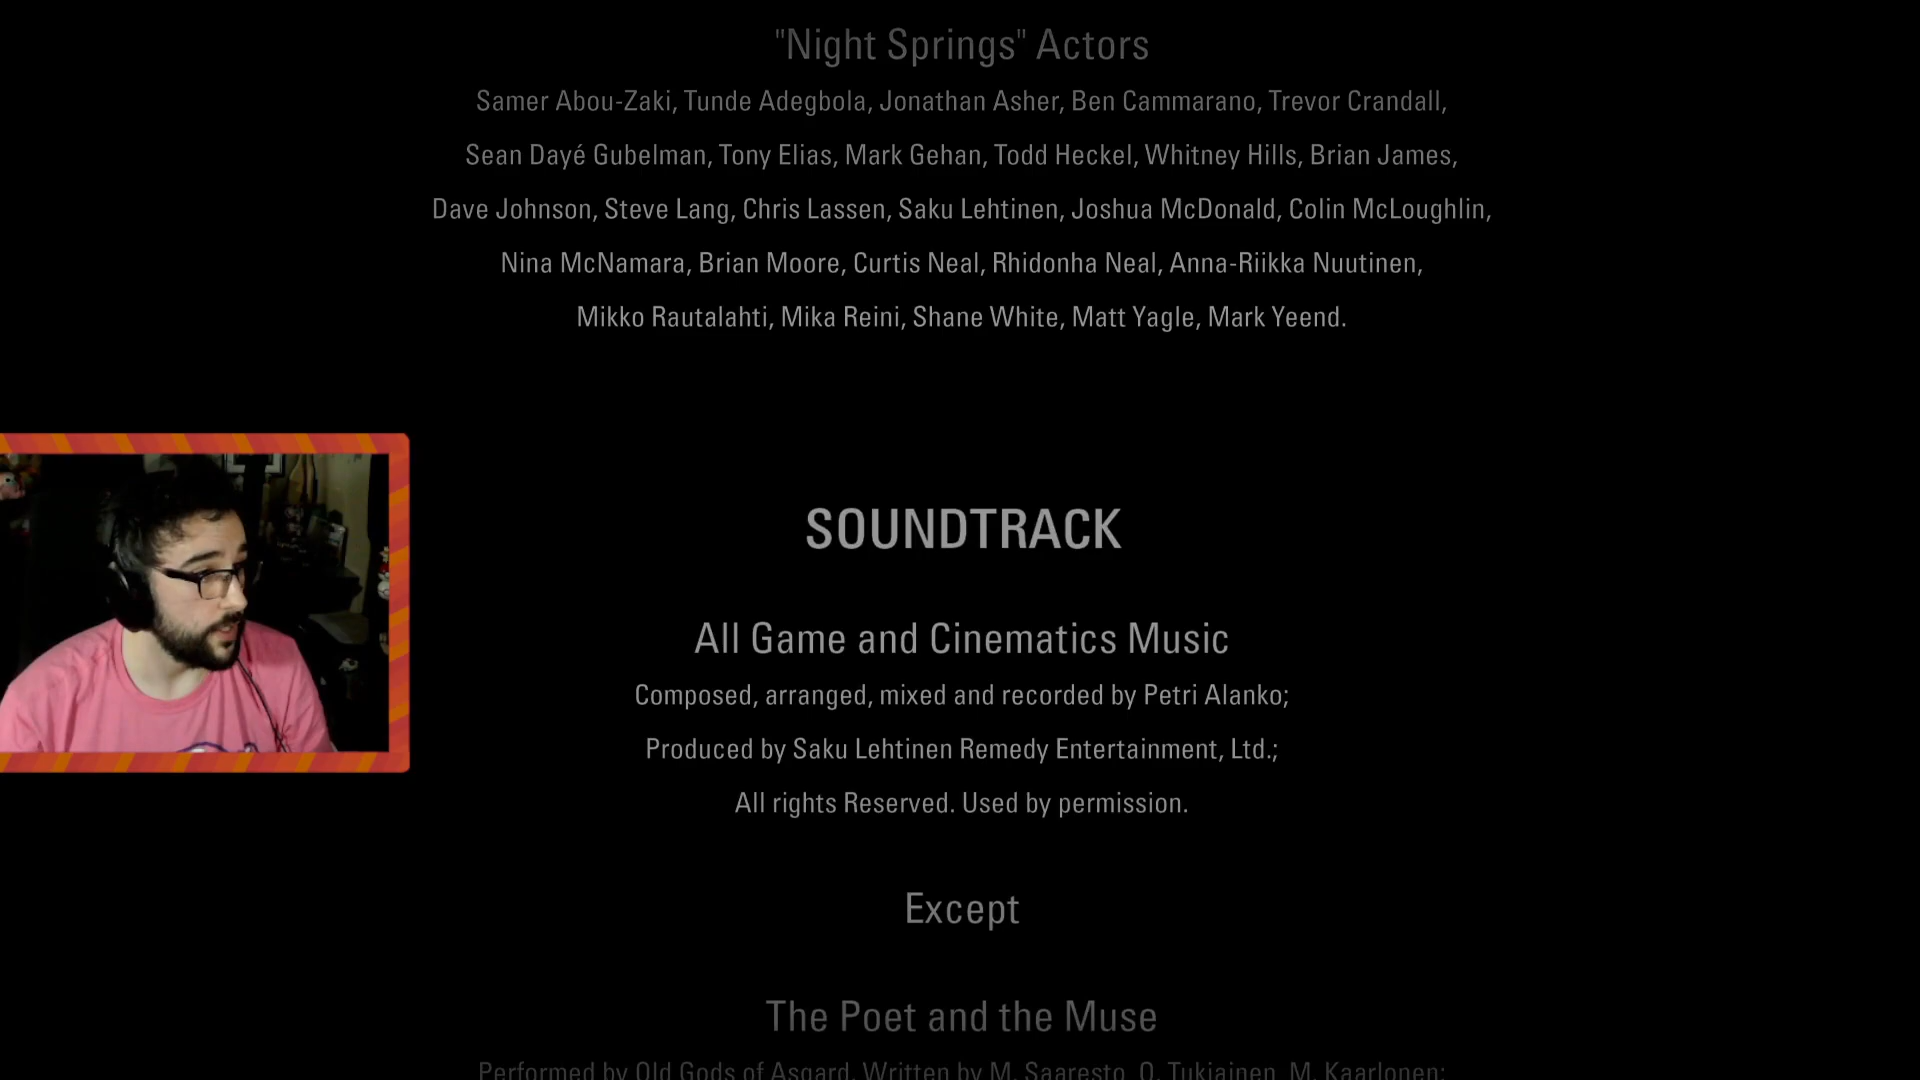 "Night Springs" Actors
Samer Abou-Zaki, Tunde Adegbola, Jonathan Asher, Ben Cammarano, Trevor Crandall,
Sean Dayé Gubelman, Tony Elias, Mark Gehan, Todd Heckel, Whitney Hills, Brian James,
Dave Johnson, Steve Lang, Chris Lassen, Saku Lehtinen, Joshua McDonald, Colin McLoughlin,
Nina McNamara, Brian Moore, Curtis Neal, Rhidonha Neal, Anna-Riikka Nuutinen,
Mikko Rautalahti, Mika Reini, Shane White, Matt Yagle, Mark Yeend.
SOUNDTRACK
All Game and Cinematics Music
Composed, arranged, mixed and recorded by Petri Alanko;
Produced by Saku Lehtinen Remedy Entertainment, Ltd.;
All rights Reserved. Used by permission.
Except
The Poet and the Muse
Performed by Old Gods of Asgard, Written by M. Saaresto, O. Tukiainen, M. Kaarlonen;